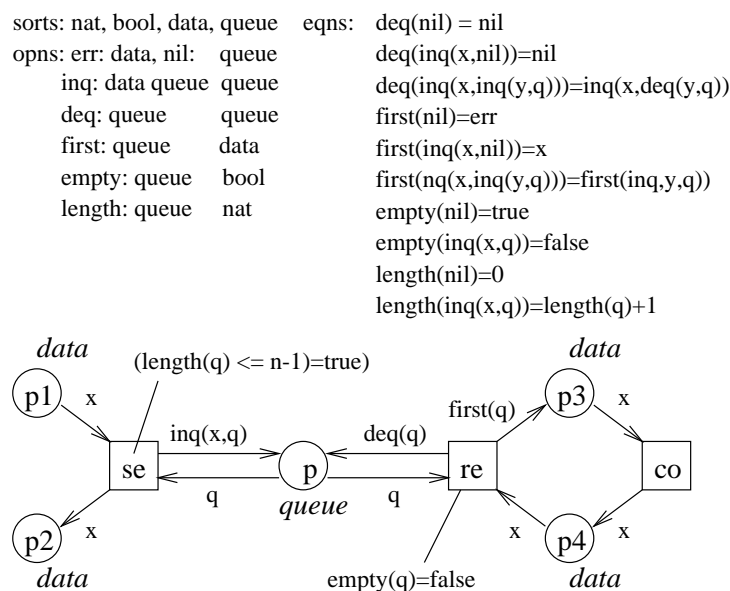 sorts: nat, bool, data, queue eqns: deq(nil) = nil
opns: err: data, nil: queue deq(inq(x,nil))=nil
inq: data queue queue deq(inq(x,inq(y,q)))=inq(x,deq(y,q))
deq: queue queue first(nil)=err
first: queue data first(inq(x,nil))=x
empty: queue bool first(nq(x,inq(y,q)))=first(inq,y,q))
length: queue nat empty(nil)=true
empty(inq(x,q))=false
length(nil)=0
length(inq(x,q))=length(q)+1
data (length(q) <= n-1)=true) data
p1 x first(q) p3 x
inq(x,q) deq(q)
se p re co
q queue q
p2 x x p4 x
data empty(q)=false data